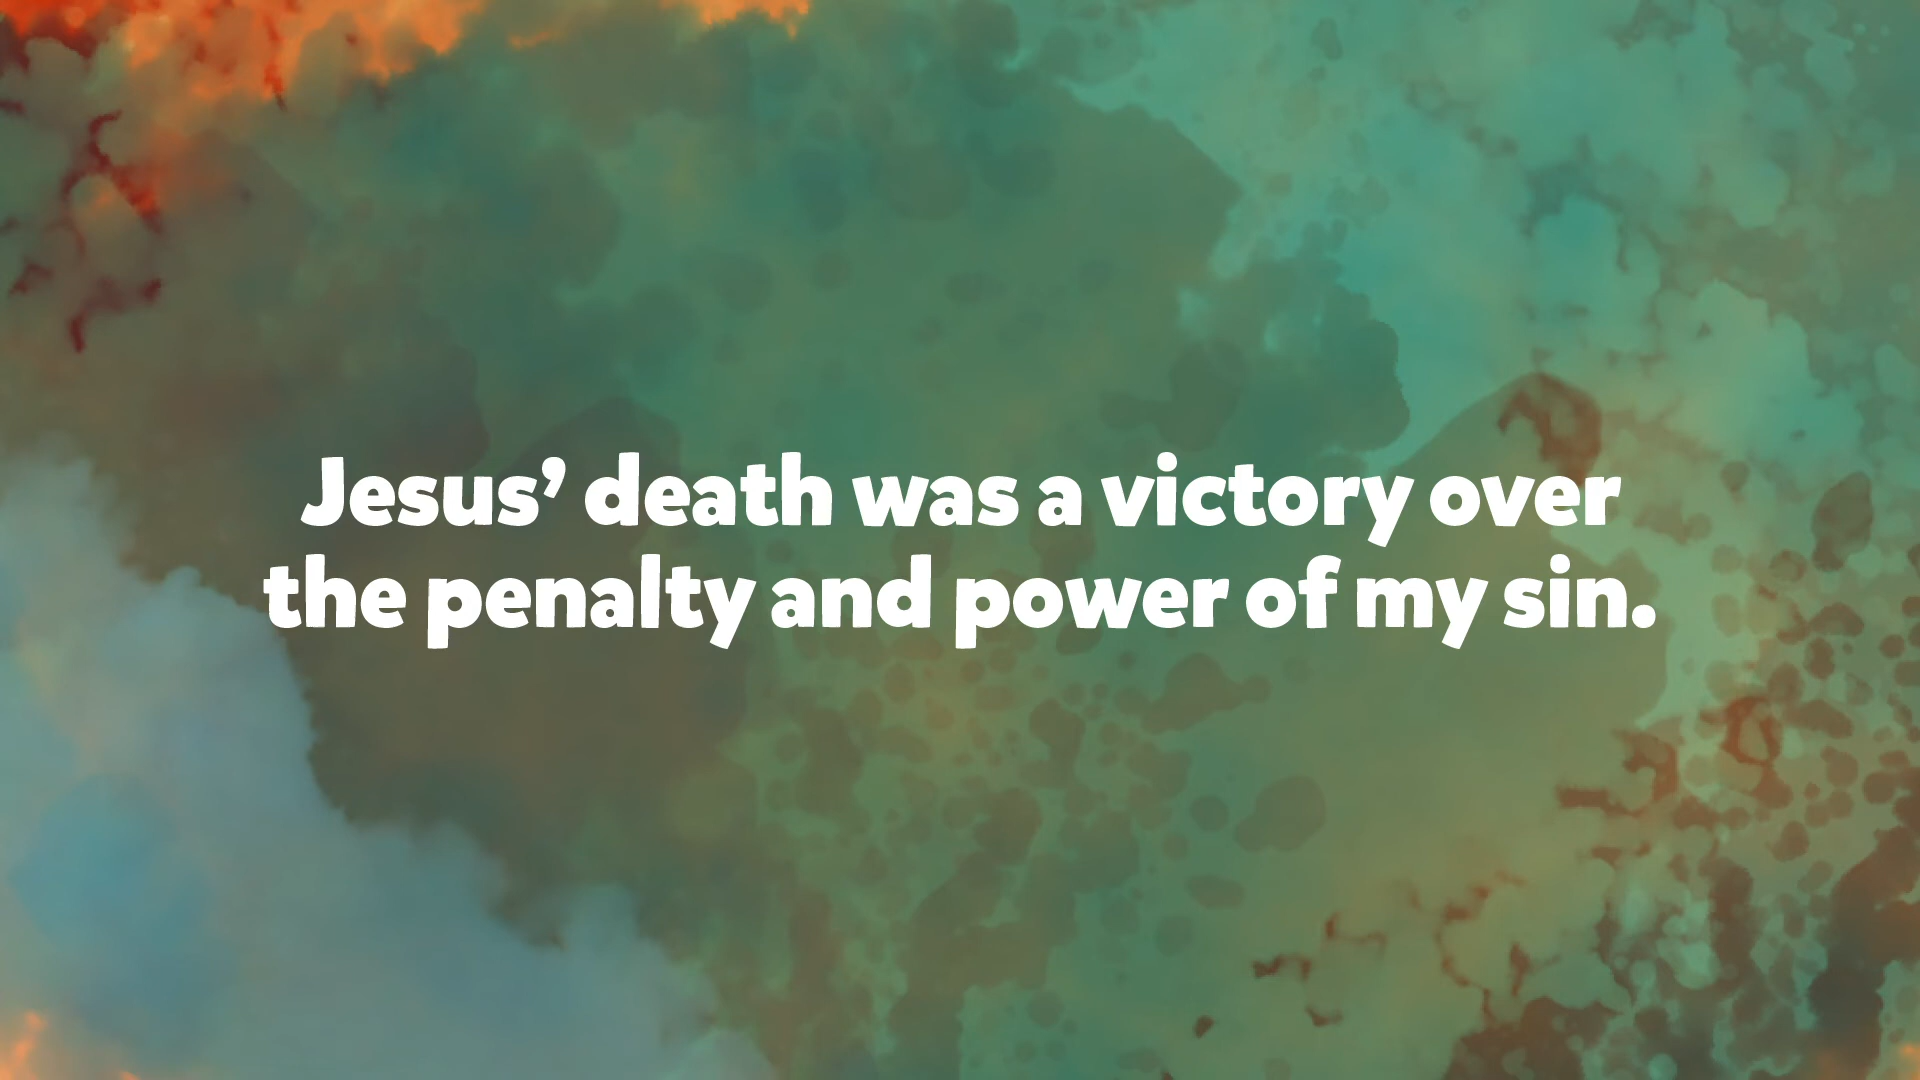 Jesus’ death was a victory over
the penalty and power of my sin.